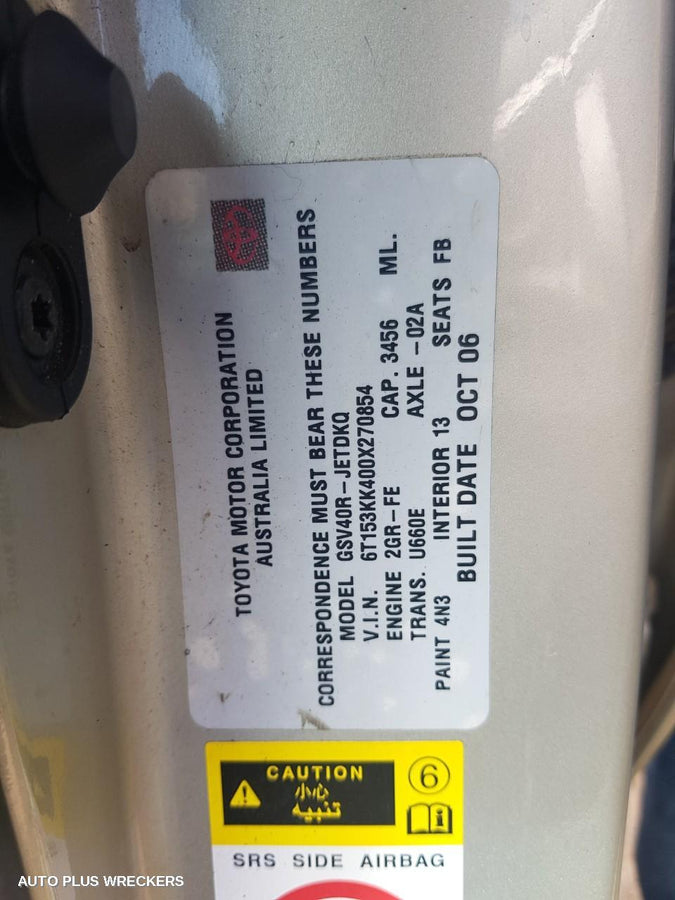 TOYOTA MOTOR CORPORATION
AUSTRALIA LIMITED
CORRESPONDENCE MUST BEAR THESE NUMBERS
MODEL GSV40R-JETDKQ
V.I.N. 6T153KK400X270854
ENGINE 2GR-FE CAP. 3456 ML.
TRANS. U660E AXLE -02A
PAINT 4N3 INTERIOR 13 SEATS FB
BUILT DATE OCT 06
CAUTION
小心
تنبيه
6
SRS SIDE AIRBAG
AUTO PLUS WRECKERS